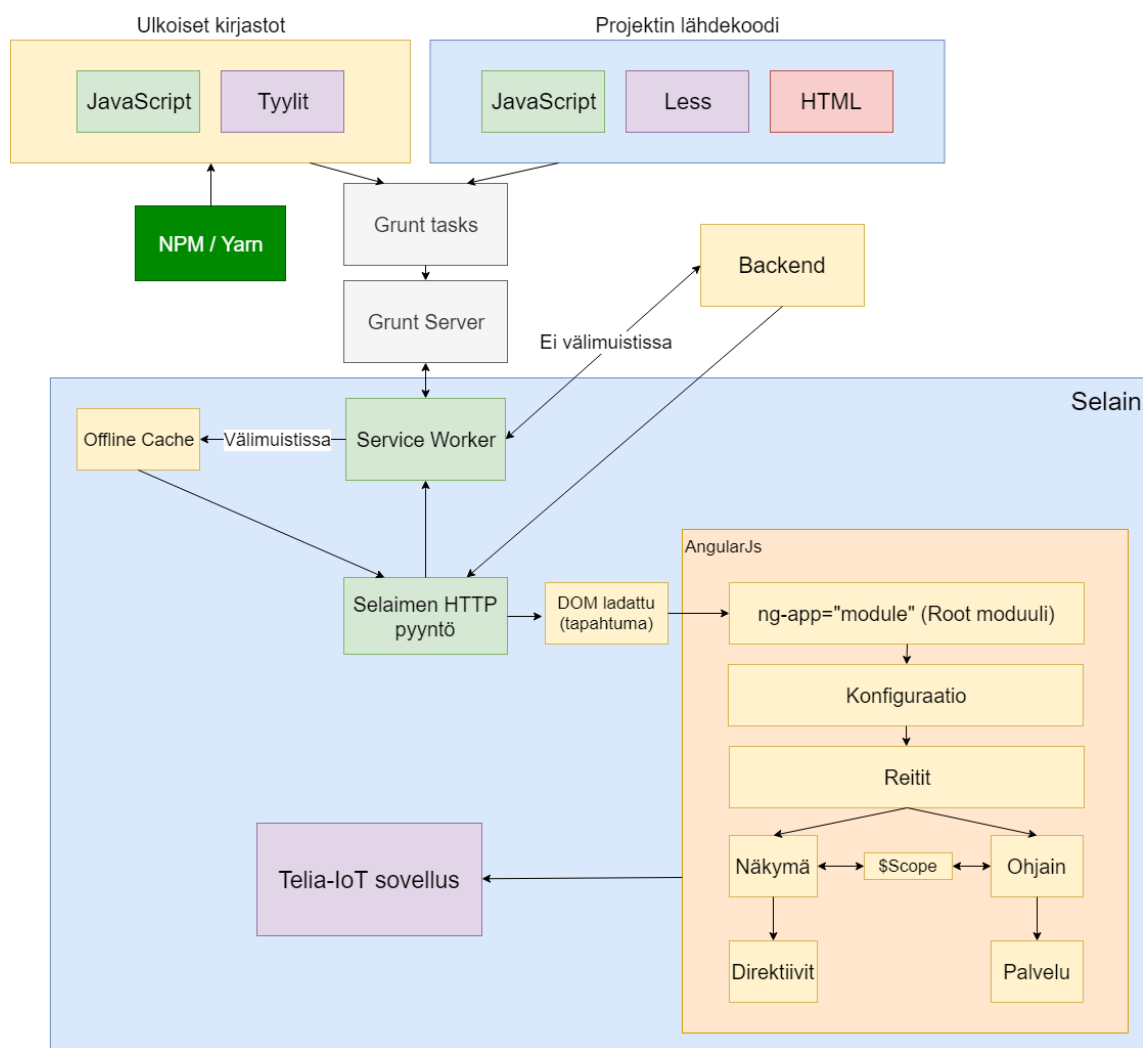 Ulkoiset kirjastot
Projektin lähdekoodi
JavaScript
Tyylit
JavaScript
Less
HTML
NPM / Yarn
Grunt tasks
Backend
Grunt Server
Ei välimuistissa
Selain
Offline Cache
Välimuistissa
Service Worker
AngularJs
Selaimen HTTP
pyyntö
DOM ladattu
(tapahtuma)
ng-app="module" (Root moduuli)
Konfiguraatio
Reitit
Telia-IoT sovellus
Näkymä
$Scope
Ohjain
Direktiivit
Palvelu